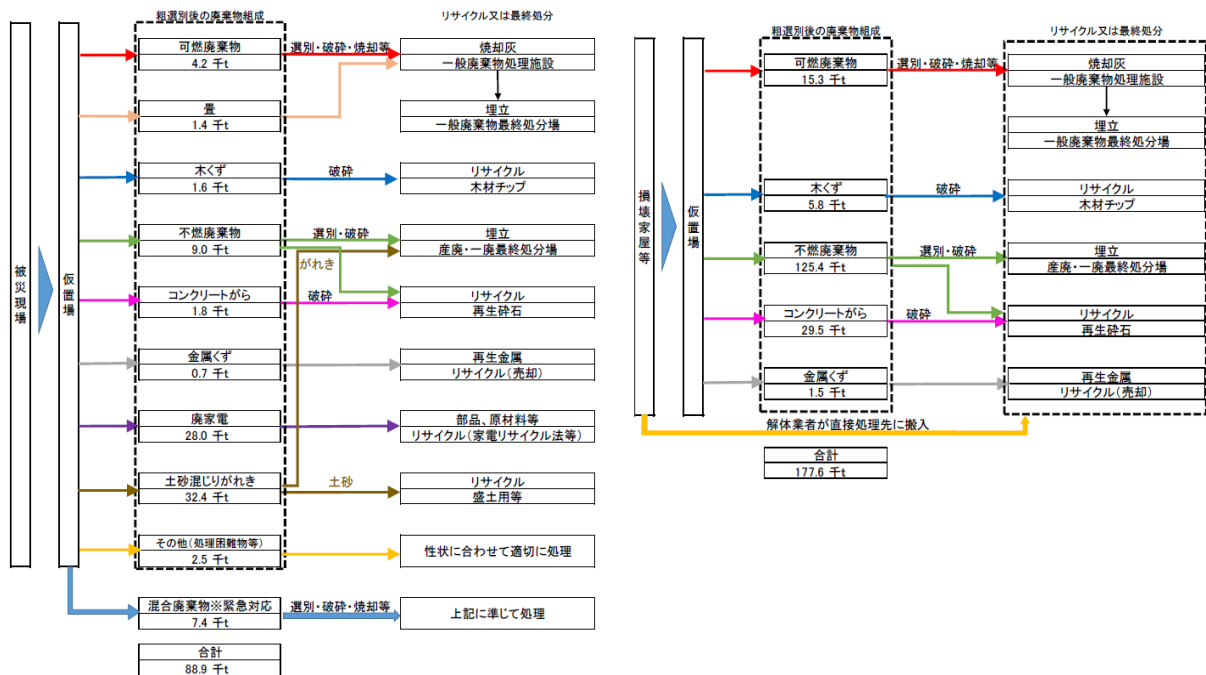 粗選別後の廃棄物組成
リサイクル又は最終処分
被災現場
仮置場
可燃廃棄物
4.2 千t
選別・破砕・焼却等
焼却灰
一般廃棄物処理施設
畳
1.4 千t
埋立
一般廃棄物最終処分場
木くず
1.6 千t
破砕
リサイクル
木材チップ
不燃廃棄物
9.0 千t
選別・破砕
埋立
産廃・一廃最終処分場
がれき
コンクリートがら
1.8 千t
破砕
リサイクル
再生砕石
金属くず
0.7 千t
再生金属
リサイクル(売却)
廃家電
28.0 千t
部品、原材料等
リサイクル(家電リサイクル法等)
土砂混じりがれき
32.4 千t
土砂
リサイクル
盛土用等
その他(処理困難物等)
2.5 千t
性状に合わせて適切に処理
混合廃棄物※緊急対応
7.4 千t
選別・破砕・焼却等
上記に準じて処理
合計
88.9 千t
粗選別後の廃棄物組成
リサイクル又は最終処分
損壊家屋等
仮置場
可燃廃棄物
15.3 千t
選別・破砕・焼却等
焼却灰
一般廃棄物処理施設
埋立
一般廃棄物最終処分場
木くず
5.8 千t
破砕
リサイクル
木材チップ
不燃廃棄物
125.4 千t
選別・破砕
埋立
産廃・一廃最終処分場
コンクリートがら
29.5 千t
破砕
リサイクル
再生砕石
金属くず
1.5 千t
再生金属
リサイクル(売却)
解体業者が直接処理先に搬入
合計
177.6 千t